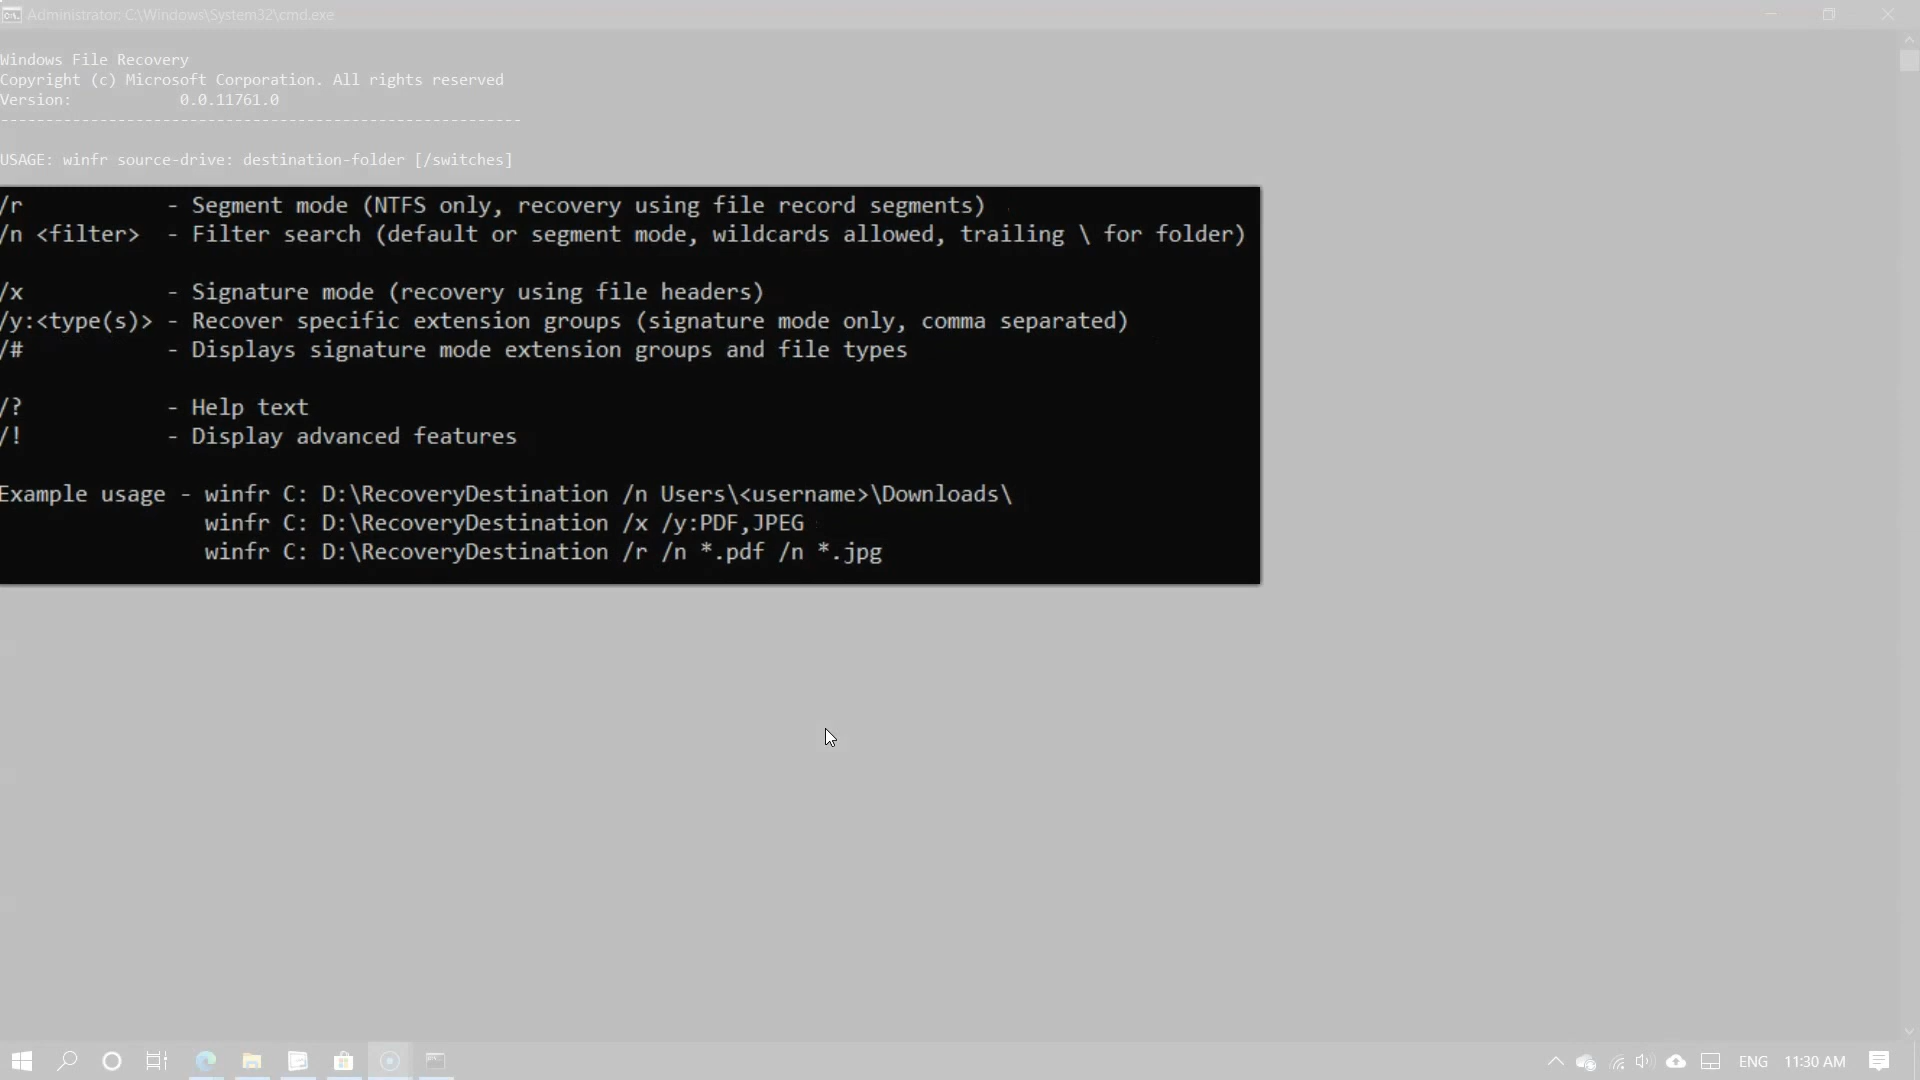 Administrator: C:\Windows\System32\cmd.exe
Windows File Recovery
Copyright (c) Microsoft Corporation. All rights reserved
Version:            0.0.11761.0
----------------------------------------------------------
USAGE: winfr source-drive: destination-folder [/switches]
/r           - Segment mode (NTFS only, recovery using file record segments)
/n <filter>  - Filter search (default or segment mode, wildcards allowed, trailing \ for folder)
/x           - Signature mode (recovery using file headers)
/y:<type(s)> - Recover specific extension groups (signature mode only, comma separated)
/#           - Displays signature mode extension groups and file types
/?           - Help text
/!           - Display advanced features
Example usage - winfr C: D:\RecoveryDestination /n Users\<username>\Downloads\
winfr C: D:\RecoveryDestination /x /y:PDF,JPEG
winfr C: D:\RecoveryDestination /r /n *.pdf /n *.jpg
ENG 11:30 AM